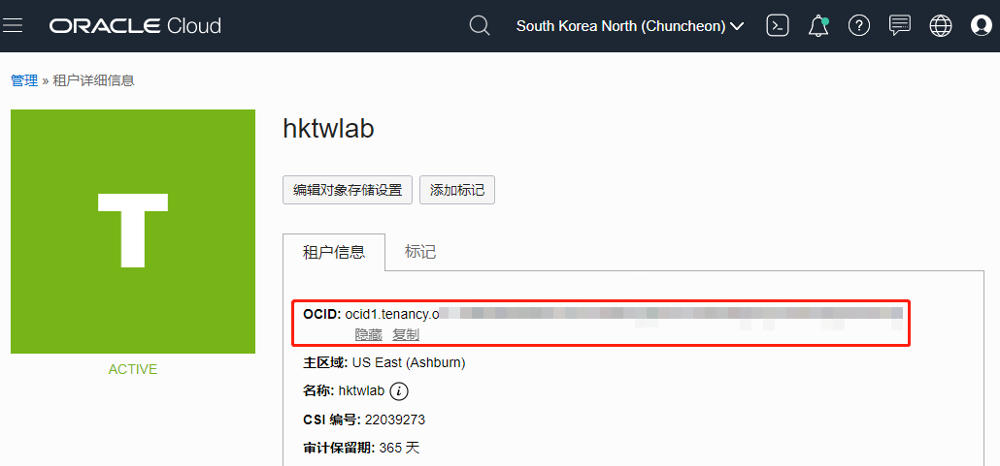 ORACLE Cloud
South Korea North (Chuncheon)
管理 » 租户详细信息
T
ACTIVE
hktwlab
编辑对象存储设置 添加标记
租户信息 标记
OCID: ocid1.tenancy.o
隐藏 复制
主区域: US East (Ashburn)
名称: hktwlab
CSI 编号: 22039273
审计保留期: 365 天